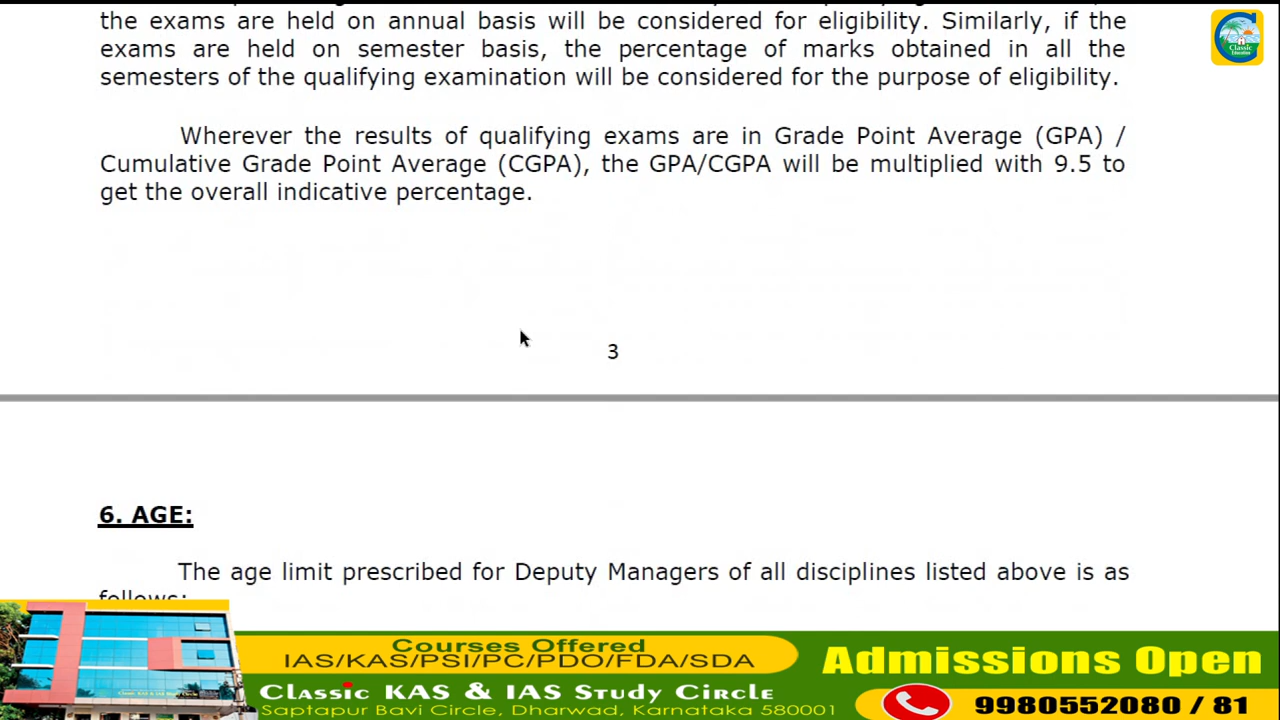 the exams are held on annual basis will be considered for eligibility. Similarly, if the
exams are held on semester basis, the percentage of marks obtained in all the
semesters of the qualifying examination will be considered for the purpose of eligibility.
Wherever the results of qualifying exams are in Grade Point Average (GPA) /
Cumulative Grade Point Average (CGPA), the GPA/CGPA will be multiplied with 9.5 to
get the overall indicative percentage.
3
6. AGE:
The age limit prescribed for Deputy Managers of all disciplines listed above is as
follows:
Classic
Education
Courses Offered
IAS/KAS/PSI/PC/PDO/FDA/SDA
Classic KAS & IAS Study Circle
Saptapur Bavi Circle, Dharwad, Karnataka 580001
Admissions Open
9980552080 / 81